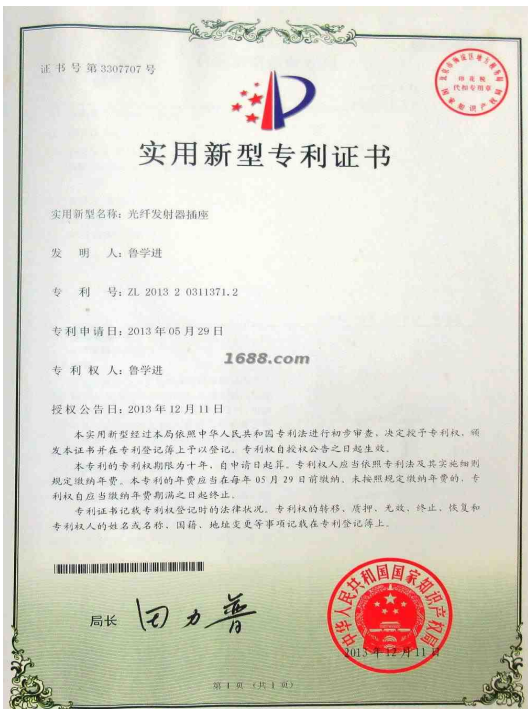 证书号第3307707号
印花税
代扣专用章
实用新型专利证书
实用新型名称：光纤发射器插座
发明人：鲁学进
专利号：ZL 2013 2 0311371.2
专利申请日：2013年05月29日
1688.com
专利权人：鲁学进
授权公告日：2013年12月11日
本实用新型经过本局依照中华人民共和国专利法进行初步审查，决定授予专利权，颁
发本证书并在专利登记簿上予以登记。专利权自授权公告之日起生效。
本专利的专利权期限为十年，自申请日起算。专利权人应当依照专利法及其实施细则
规定缴纳年费。本专利的年费应当在每年05月29日前缴纳。未按照规定缴纳年费的，专
利权自应当缴纳年费期满之日起终止。
专利证书记载专利权登记时的法律状况。专利权的转移、质押、无效、终止、恢复和
专利权人的姓名或名称、国籍、地址变更等事项记载在专利登记簿上。
局长
田力普
中华人民共和国国家知识产权局
2013年12月11日
第1页（共1页）